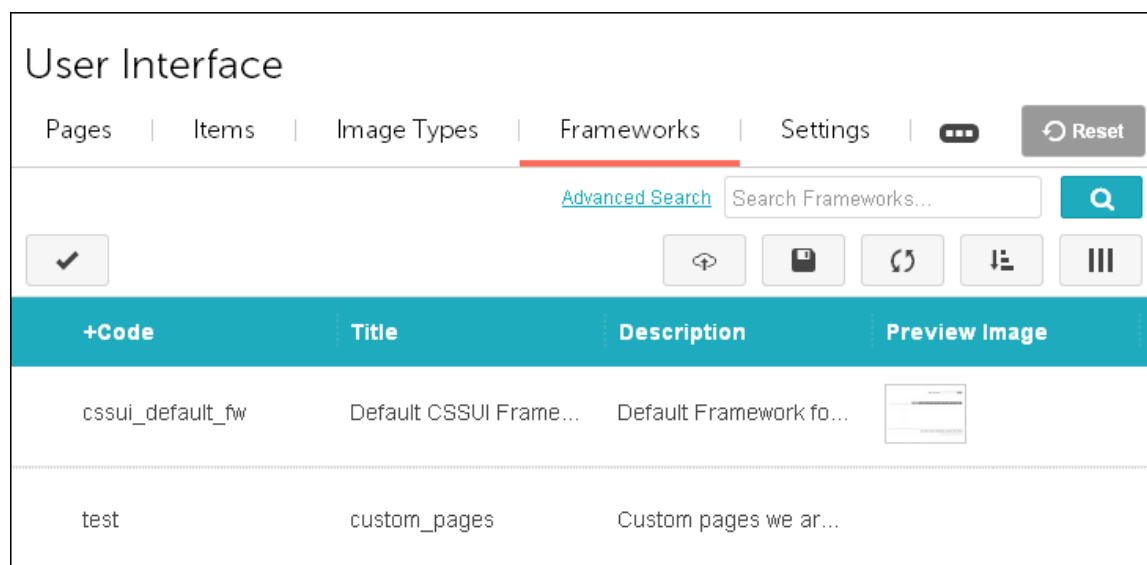 User Interface
Pages Items Image Types Frameworks Settings Reset
Advanced Search Search Frameworks...
+Code Title Description Preview Image
cssui_default_fw Default CSSUI Frame... Default Framework fo...
test custom_pages Custom pages we ar...